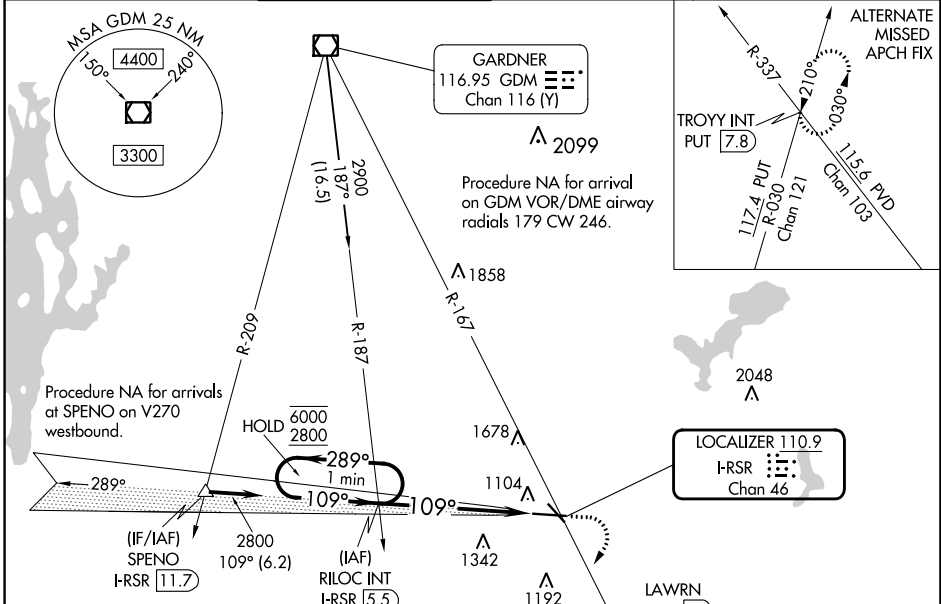 MSA GDM 25 NM
150°
4400
240°
3300
GARDNER
116.95 GDM
Chan 116 (Y)
2099
Procedure NA for arrival
on GDM VOR/DME airway
radials 179 CW 246.
2900
187°
(16.5)
1858
R-209
R-187
R-167
ALTERNATE
MISSED
APCH FIX
R-337
210°
030°
TROYY INT
PUT 7.8
117.4 PUT
R-030
Chan 121
115.6 PVD
Chan 103
2048
Procedure NA for arrivals
at SPENO on V270
westbound.
HOLD 6000
2800
289°
1 min
109°
109°
289°
1678
1104
1342
1192
LOCALIZER 110.9
I-RSR
Chan 46
(IF/IAF)
SPENO
I-RSR 11.7
2800
109° (6.2)
(IAF)
RILOC INT
I-RSR 5.5
LAWRN